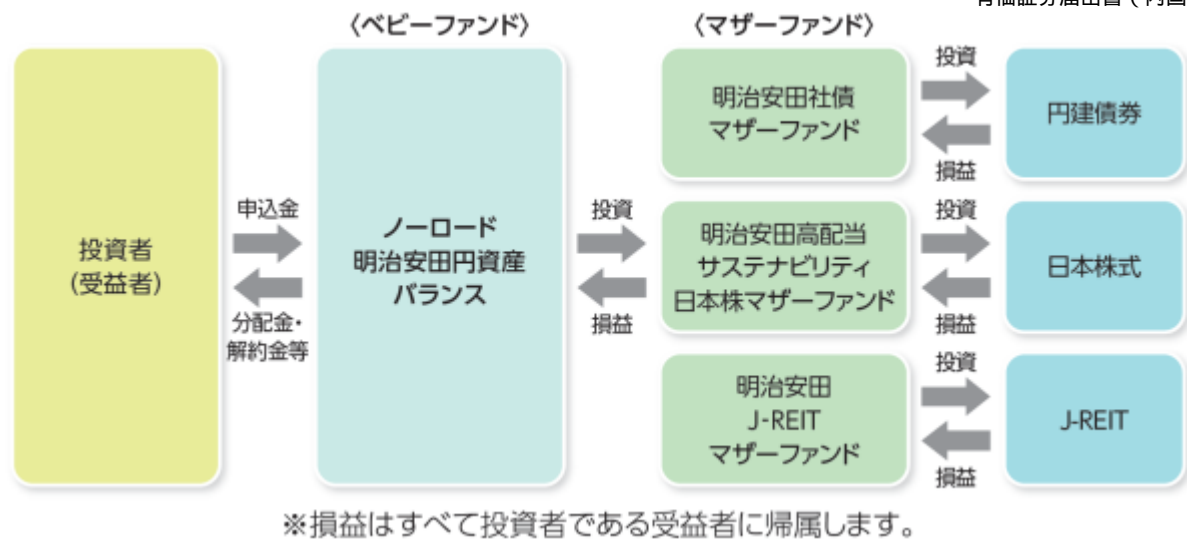 〈ベビーファンド〉
〈マザーファンド〉
投資者
(受益者)
申込金
分配金・
解約金等
ノーロード
明治安田円資産
バランス
投資
損益
明治安田社債
マザーファンド
投資
損益
円建債券
明治安田高配当
サステナビリティ
日本株マザーファンド
投資
損益
日本株式
明治安田
J-REIT
マザーファンド
投資
損益
J-REIT
※損益はすべて投資者である受益者に帰属します。